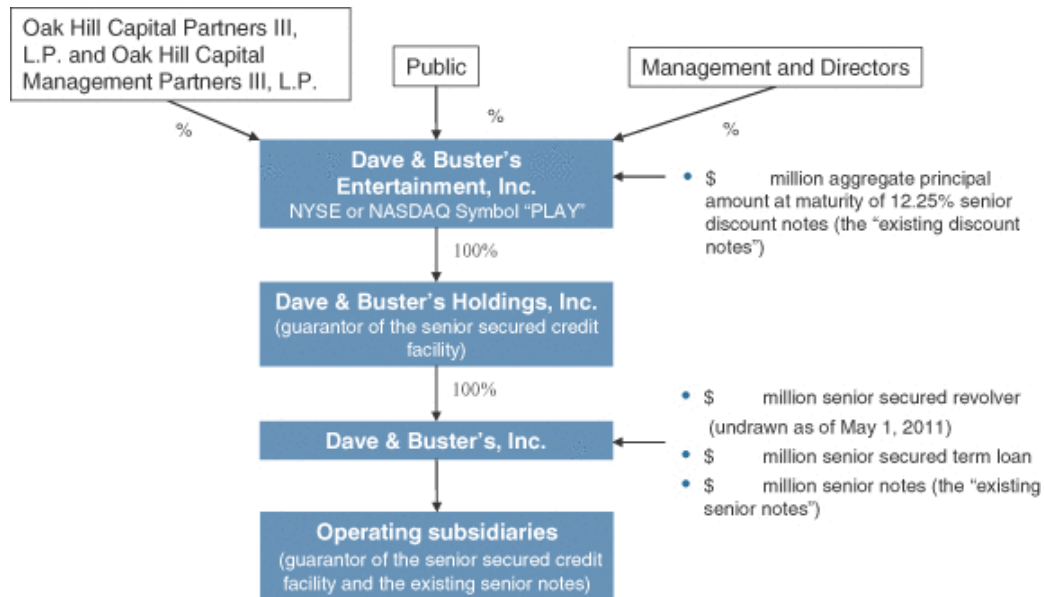 Oak Hill Capital Partners III,
L.P. and Oak Hill Capital
Management Partners III, L.P.
Public
Management and Directors
%
%
%
Dave & Buster's
Entertainment, Inc.
NYSE or NASDAQ Symbol “PLAY”
• $ million aggregate principal
amount at maturity of 12.25% senior
discount notes (the “existing discount
notes”)
100%
Dave & Buster's Holdings, Inc.
(guarantor of the senior secured credit
facility)
100%
Dave & Buster's, Inc.
• $ million senior secured revolver
(undrawn as of May 1, 2011)
• $ million senior secured term loan
• $ million senior notes (the “existing
senior notes”)
Operating subsidiaries
(guarantor of the senior secured credit
facility and the existing senior notes)